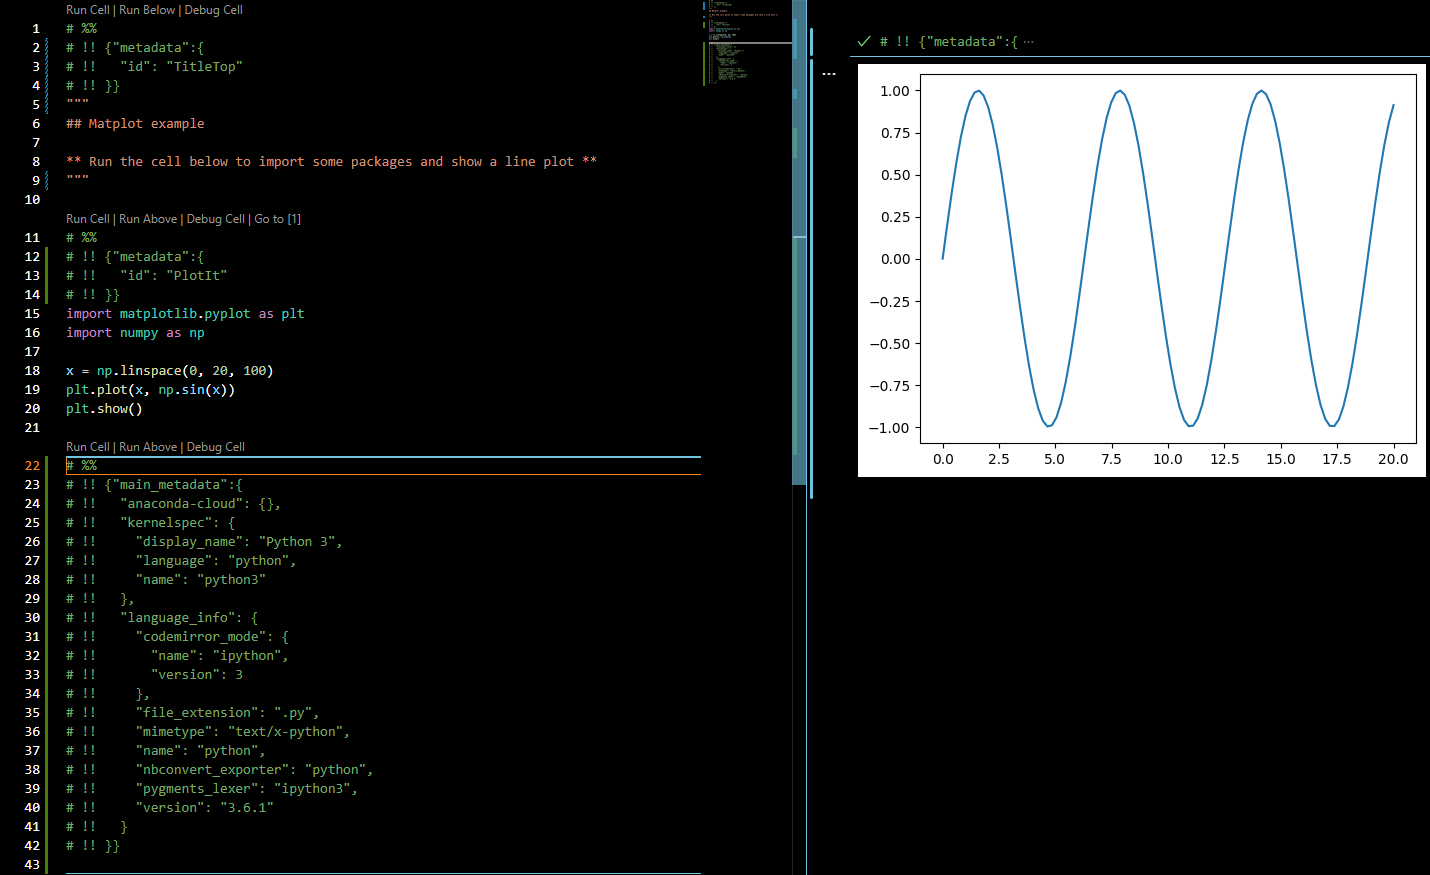 Run Cell | Run Below | Debug Cell
1 # %%
2 # !! {"metadata":{
3 # !!   "id": "TitleTop"
4 # !! }}
5 """
6 ## Matplot example
7
8 ** Run the cell below to import some packages and show a line plot **
9 """
10
Run Cell | Run Above | Debug Cell | Go to [1]
11 # %%
12 # !! {"metadata":{
13 # !!   "id": "PlotIt"
14 # !! }}
15 import matplotlib.pyplot as plt
16 import numpy as np
17
18 x = np.linspace(0, 20, 100)
19 plt.plot(x, np.sin(x))
20 plt.show()
21
Run Cell | Run Above | Debug Cell
22 # %%
23 # !! {"main_metadata":{
24 # !!   "anaconda-cloud": {},
25 # !!   "kernelspec": {
26 # !!     "display_name": "Python 3",
27 # !!     "language": "python",
28 # !!     "name": "python3"
29 # !!   },
30 # !!   "language_info": {
31 # !!     "codemirror_mode": {
32 # !!       "name": "ipython",
33 # !!       "version": 3
34 # !!     },
35 # !!     "file_extension": ".py",
36 # !!     "mimetype": "text/x-python",
37 # !!     "name": "python",
38 # !!     "nbconvert_exporter": "python",
39 # !!     "pygments_lexer": "ipython3",
40 # !!     "version": "3.6.1"
41 # !!   }
42 # !! }}
43
# !! {"metadata":{ ···
1.00
0.75
0.50
0.25
0.00
−0.25
−0.50
−0.75
−1.00
0.0 2.5 5.0 7.5 10.0 12.5 15.0 17.5 20.0